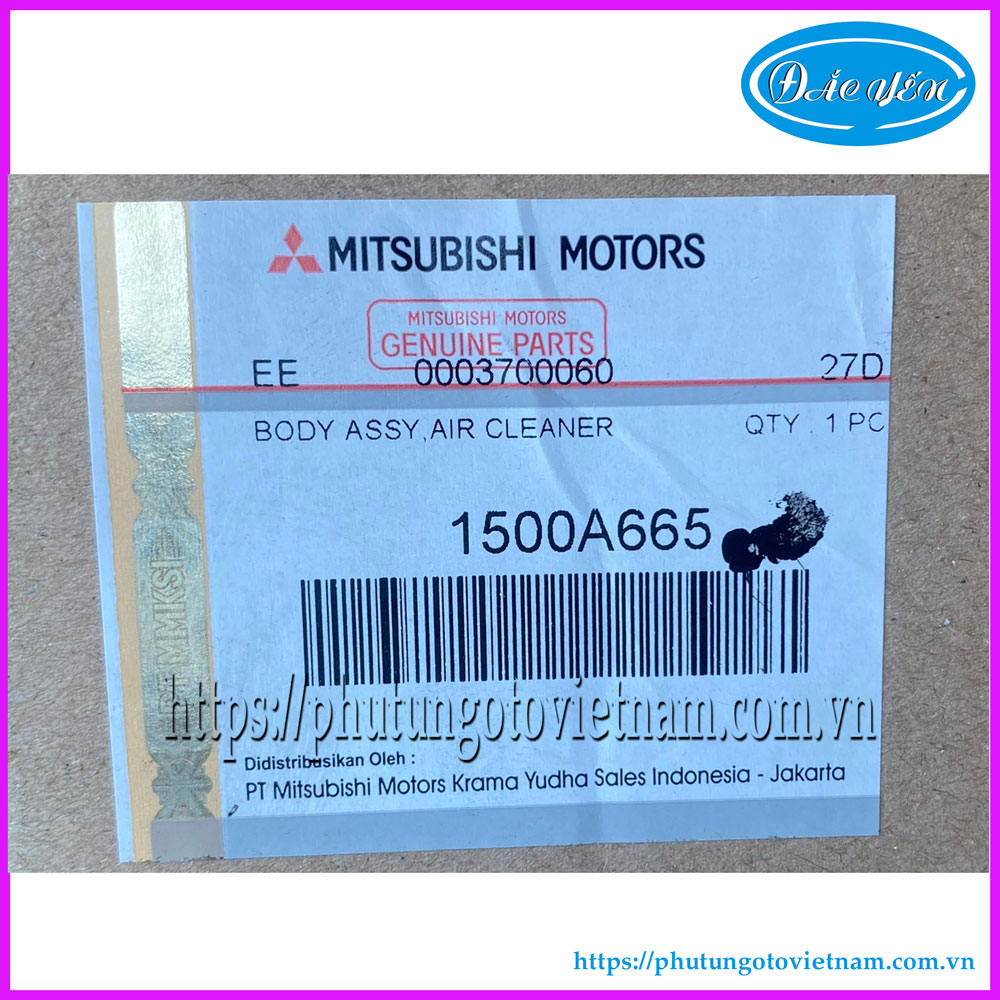 ĐẮC YẾN
MITSUBISHI MOTORS
MITSUBISHI MOTORS
GENUINE PARTS
EE 0003700060 27D
BODY ASSY,AIR CLEANER QTY : 1 PC
1500A665
MMKSI
https://phutungotovietnam.com.vn
Didistribusikan Oleh :
PT Mitsubishi Motors Krama Yudha Sales Indonesia - Jakarta
https://phutungotovietnam.com.vn